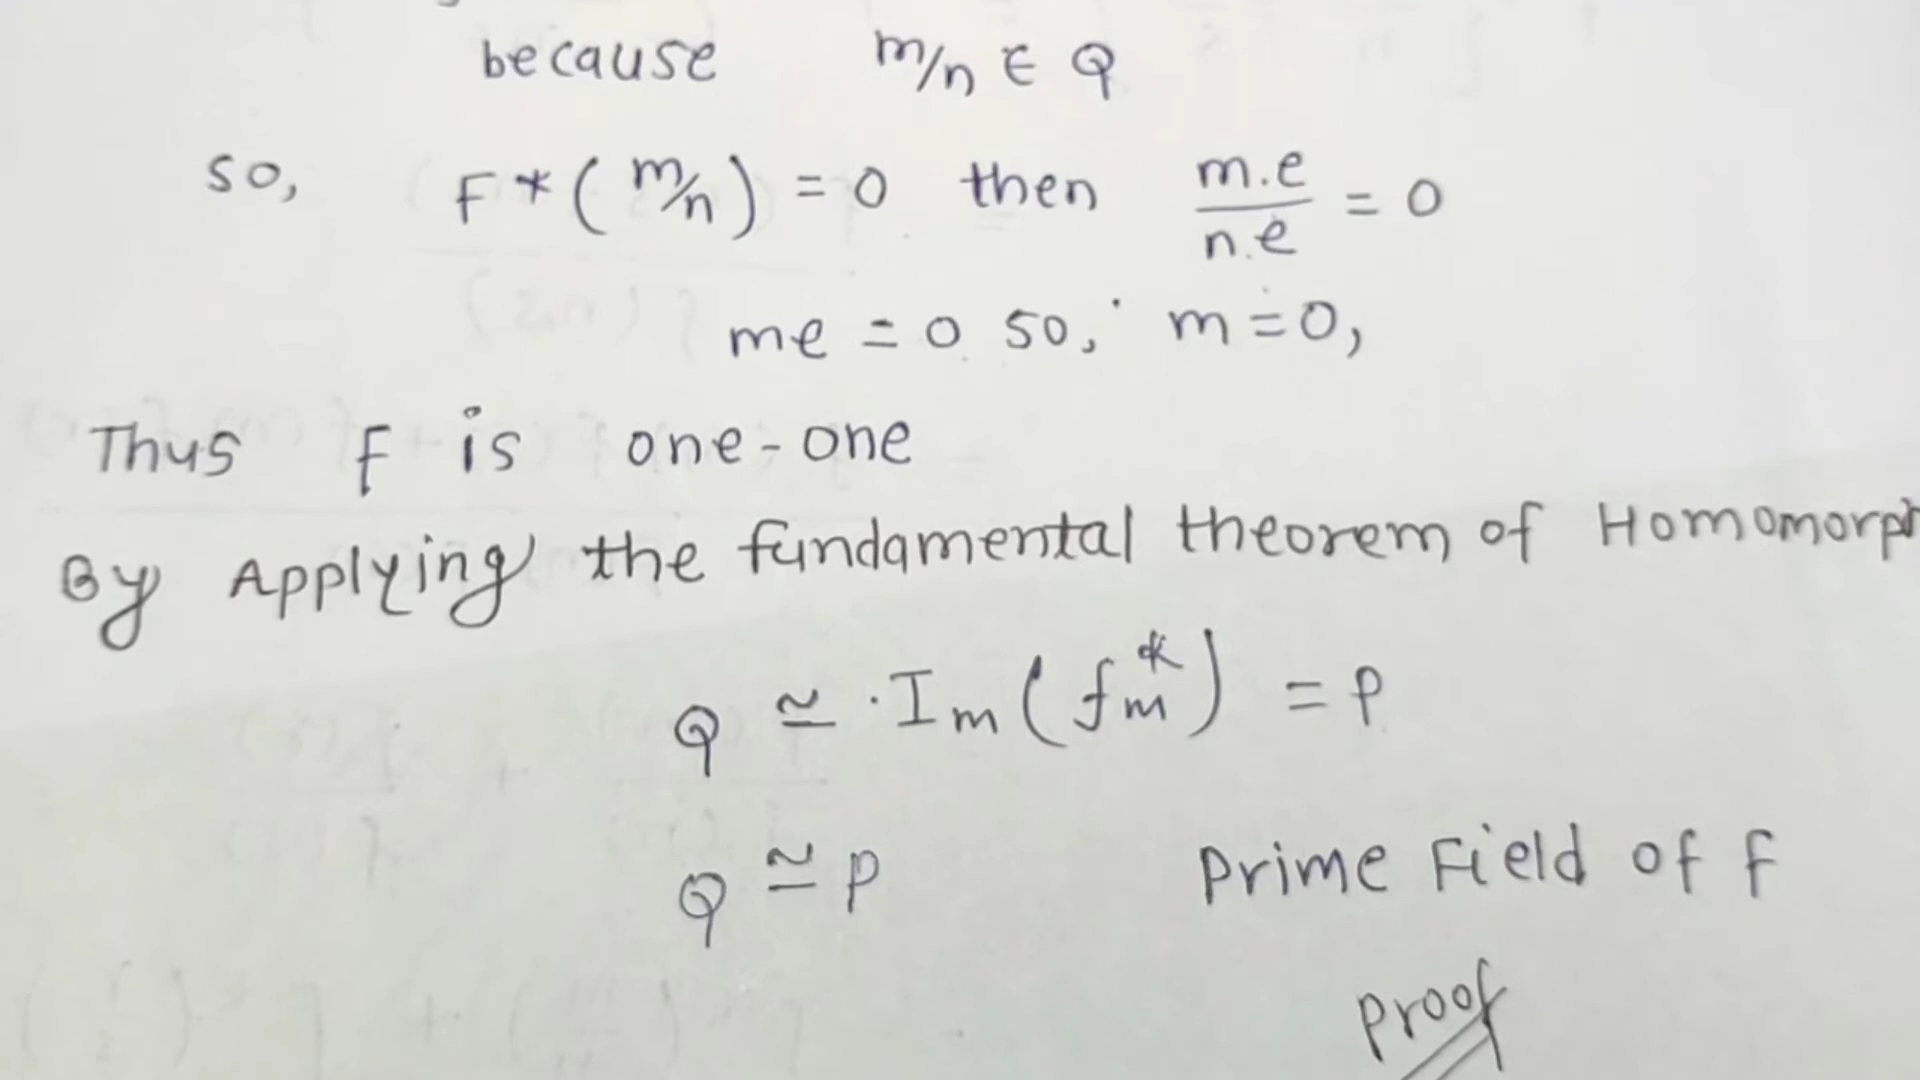 because m/n ∈ Q
so, F*(m/n) = 0 then m.e/n.e = 0
me = 0 so, m = 0,
Thus f is one-one
By Applying the fundamental theorem of Homomorph
Q ≃ Im(f*m) = P
Q ≃ P Prime Field of F
Proof